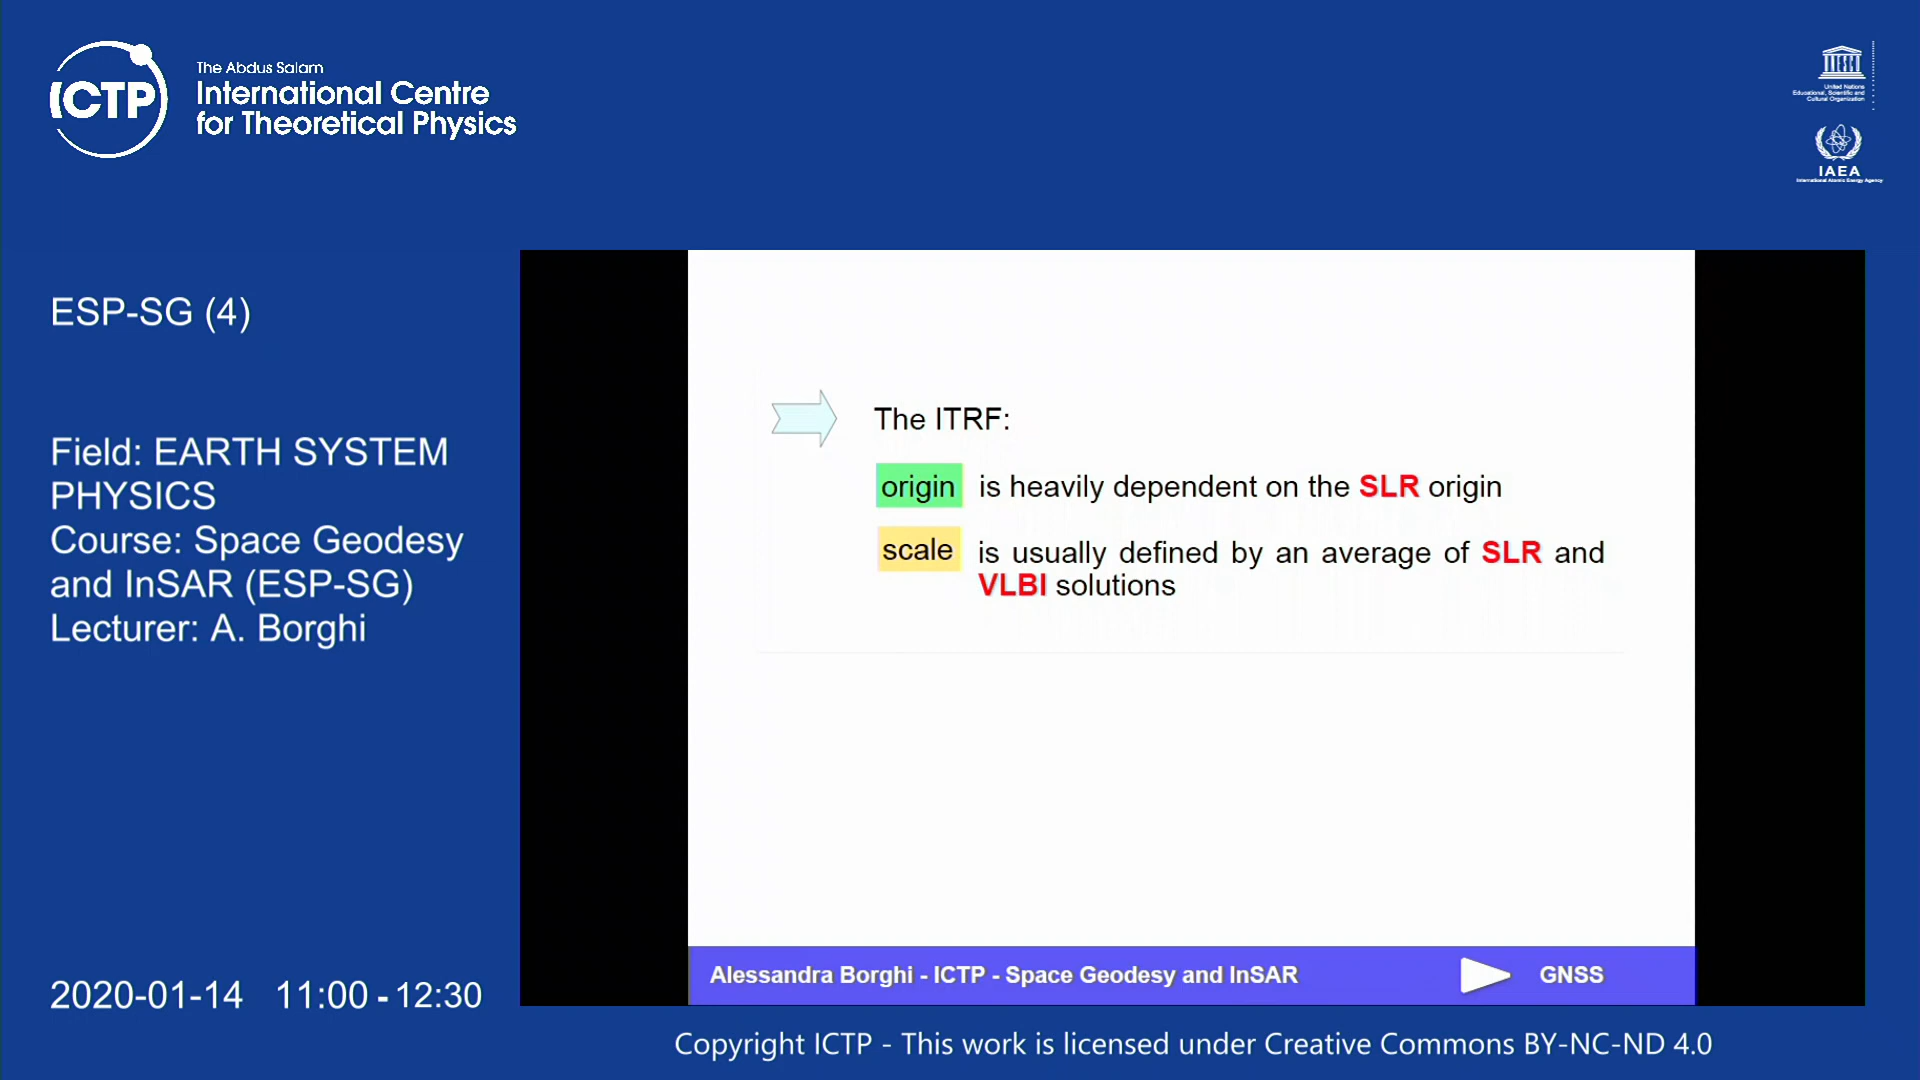 ICTP
The Abdus Salam
International Centre
for Theoretical Physics
United Nations
Educational, Scientific and
Cultural Organization
IAEA
International Atomic Energy Agency
ESP-SG (4)
Field: EARTH SYSTEM
PHYSICS
Course: Space Geodesy
and InSAR (ESP-SG)
Lecturer: A. Borghi
2020-01-14 11:00 - 12:30
The ITRF:
origin is heavily dependent on the SLR origin
scale is usually defined by an average of SLR and
VLBI solutions
Alessandra Borghi - ICTP - Space Geodesy and InSAR GNSS
Copyright ICTP - This work is licensed under Creative Commons BY-NC-ND 4.0